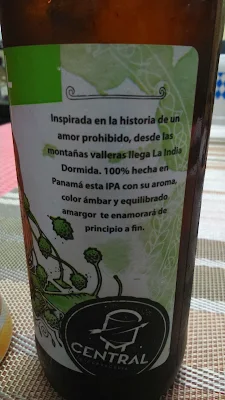 Inspirada en la historia de un
amor prohibido, desde las
montañas valleras llega La India
Dormida. 100% hecha en
Panamá esta IPA con su aroma,
color ámbar y equilibrado
amargor te enamorará de
principio a fin.
CENTRAL